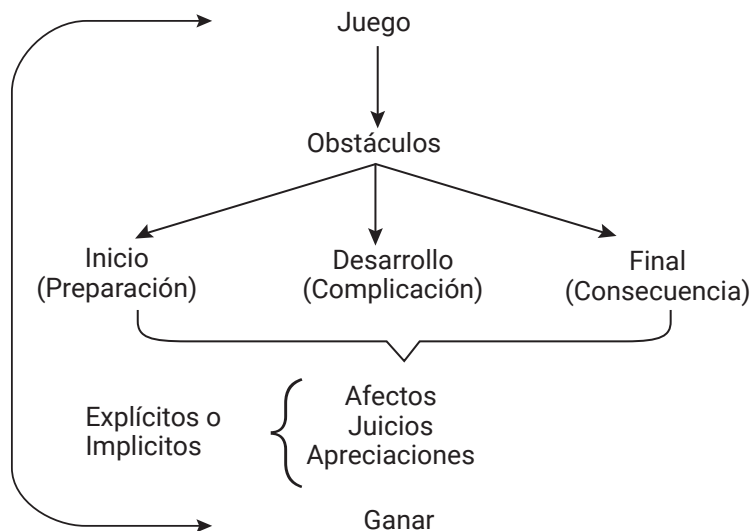 Juego
Obstáculos
Inicio
(Preparación)
Desarrollo
(Complicación)
Final
(Consecuencia)
Explícitos o
Implicitos
Afectos
Juicios
Apreciaciones
Ganar